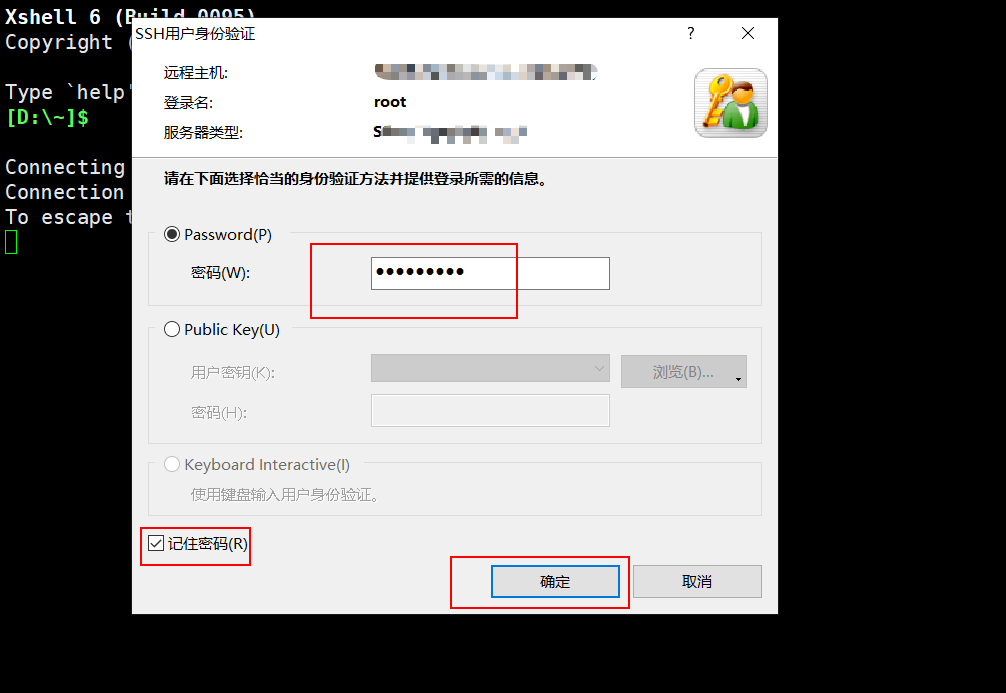 Xshell 6 (Build 0095)
Copyright (
Type `help'
[D:\~]$
Connecting
Connection
To escape t
SSH用户身份验证
?
远程主机:
登录名: root
服务器类型: S
请在下面选择恰当的身份验证方法并提供登录所需的信息。
Password(P)
密码(W): ●●●●●●●●●
Public Key(U)
用户密钥(K): 浏览(B)...
密码(H):
Keyboard Interactive(I)
使用键盘输入用户身份验证。
记住密码(R)
确定 取消